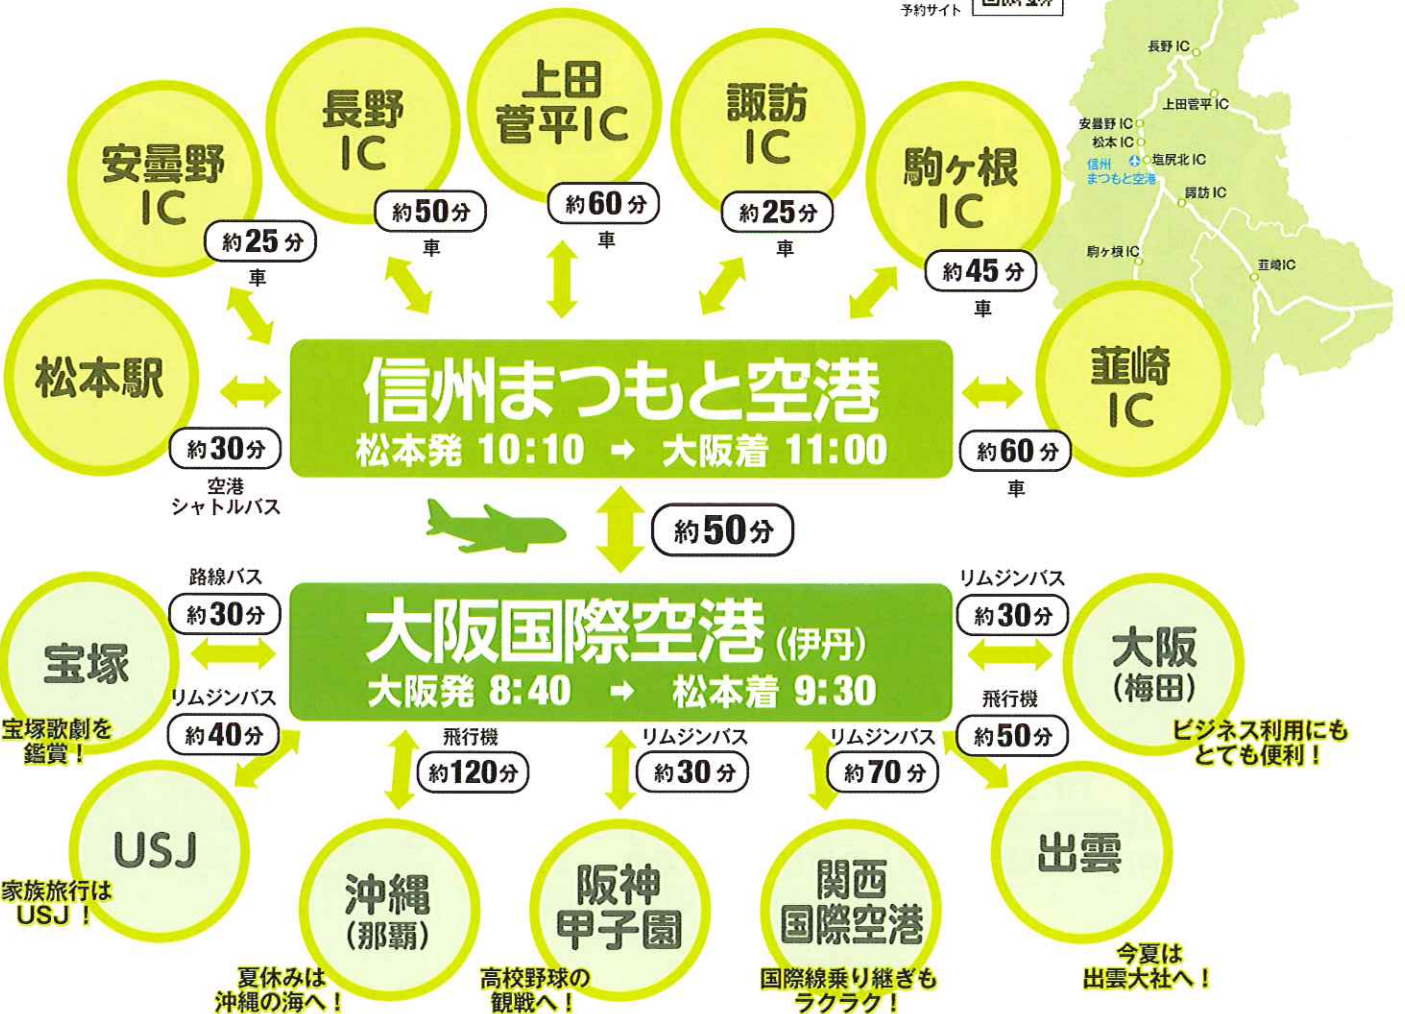 予約サイト
長野IC
上田菅平IC
安曇野IC
松本IC
信州
まつもと空港
塩尻北IC
諏訪IC
駒ヶ根IC
韮崎IC
安曇野
IC
約25分
車
長野
IC
約50分
車
上田
菅平IC
約60分
車
諏訪
IC
約25分
車
駒ヶ根
IC
約45分
車
松本駅
約30分
空港
シャトルバス
韮崎
IC
約60分
車
信州まつもと空港
松本発 10:10 → 大阪着 11:00
約50分
大阪国際空港(伊丹)
大阪発 8:40 → 松本着 9:30
路線バス
約30分
宝塚
宝塚歌劇を
鑑賞！
リムジンバス
約40分
USJ
家族旅行は
USJ！
飛行機
約120分
沖縄
(那覇)
夏休みは
沖縄の海へ！
リムジンバス
約30分
阪神
甲子園
高校野球の
観戦へ！
リムジンバス
約70分
関西
国際空港
国際線乗り継ぎも
ラクラク！
飛行機
約50分
出雲
今夏は
出雲大社へ！
リムジンバス
約30分
大阪
(梅田)
ビジネス利用にも
とても便利！